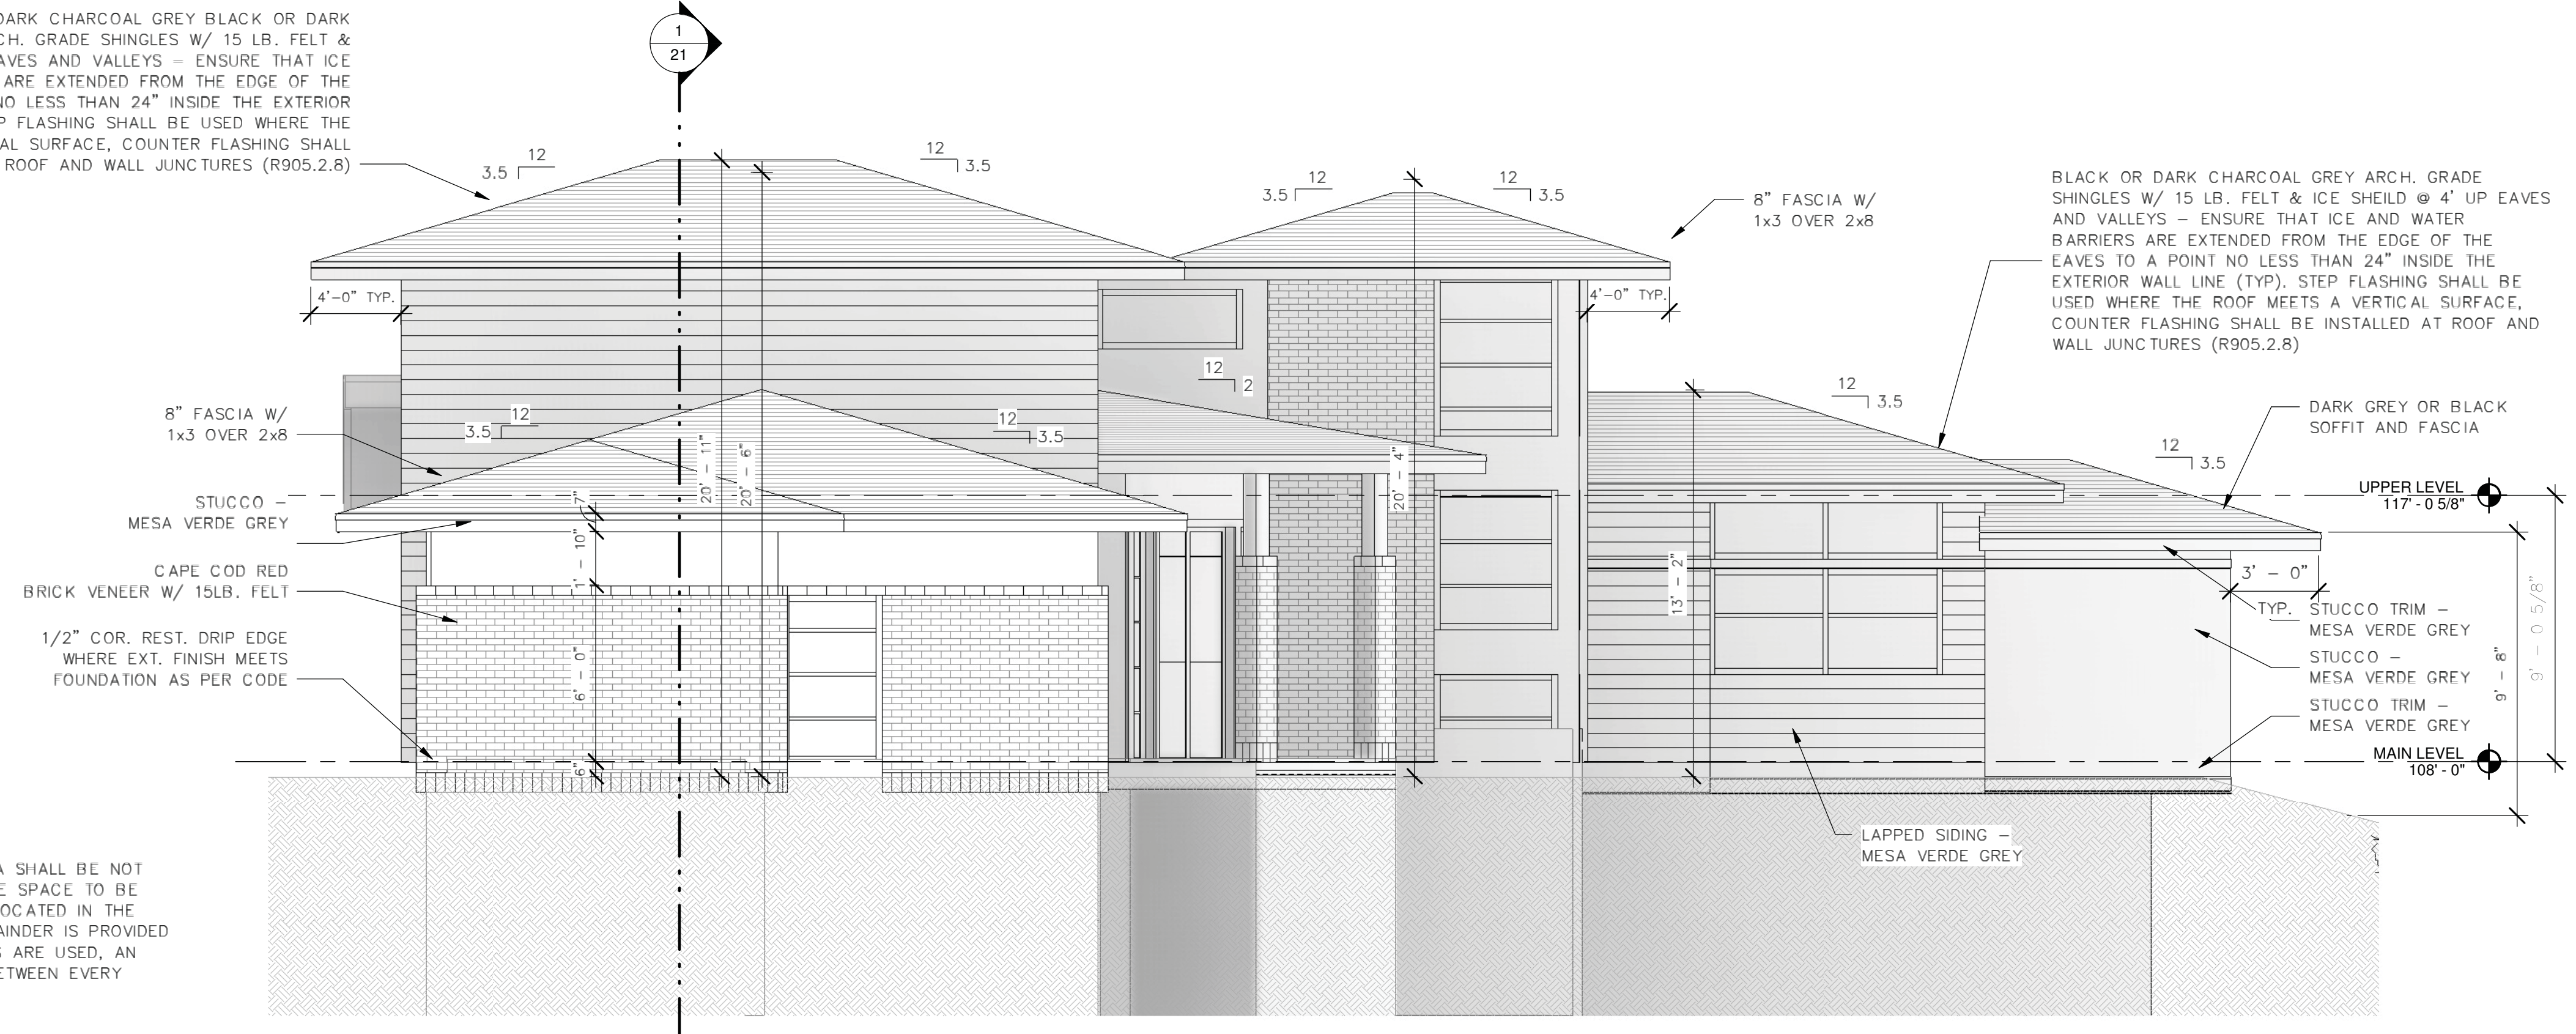 DARK CHARCOAL GREY BLACK OR DARK
CH. GRADE SHINGLES W/ 15 LB. FELT &
AVES AND VALLEYS – ENSURE THAT ICE
ARE EXTENDED FROM THE EDGE OF THE
NO LESS THAN 24" INSIDE THE EXTERIOR
P FLASHING SHALL BE USED WHERE THE
AL SURFACE, COUNTER FLASHING SHALL
ROOF AND WALL JUNCTURES (R905.2.8)
1
21
12
3.5
12
3.5
12
3.5
12
3.5
8" FASCIA W/
1x3 OVER 2x8
BLACK OR DARK CHARCOAL GREY ARCH. GRADE
SHINGLES W/ 15 LB. FELT & ICE SHEILD @ 4' UP EAVES
AND VALLEYS – ENSURE THAT ICE AND WATER
BARRIERS ARE EXTENDED FROM THE EDGE OF THE
EAVES TO A POINT NO LESS THAN 24" INSIDE THE
EXTERIOR WALL LINE (TYP). STEP FLASHING SHALL BE
USED WHERE THE ROOF MEETS A VERTICAL SURFACE,
COUNTER FLASHING SHALL BE INSTALLED AT ROOF AND
WALL JUNCTURES (R905.2.8)
4'-0" TYP.
4'-0" TYP.
12
2
12
3.5
8" FASCIA W/
1x3 OVER 2x8
12
3.5
12
3.5
DARK GREY OR BLACK
SOFFIT AND FASCIA
12
3.5
20' - 11"
20' - 6"
20' - 4"
13' - 2"
STUCCO –
MESA VERDE GREY
7"
1' - 10"
6' - 0"
6"
UPPER LEVEL
117' - 0 5/8"
CAPE COD RED
BRICK VENEER W/ 15LB. FELT
3' - 0"
TYP.
1/2" COR. REST. DRIP EDGE
WHERE EXT. FINISH MEETS
FOUNDATION AS PER CODE
STUCCO TRIM –
MESA VERDE GREY
STUCCO –
MESA VERDE GREY
STUCCO TRIM –
MESA VERDE GREY
9' - 8"
9' - 0 5/8"
MAIN LEVEL
108' - 0"
LAPPED SIDING –
MESA VERDE GREY
A SHALL BE NOT
E SPACE TO BE
OCATED IN THE
AINDER IS PROVIDED
S ARE USED, AN
ETWEEN EVERY